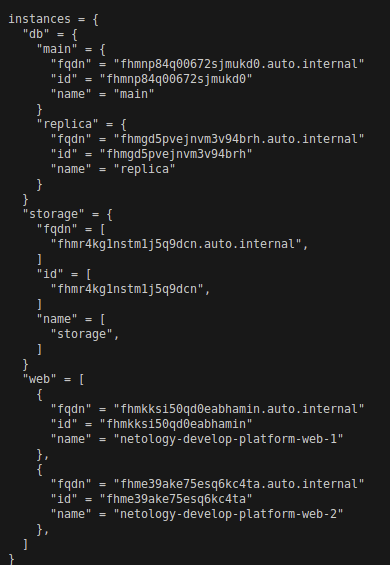 instances = {
  "db" = {
    "main" = {
      "fqdn" = "fhmnp84q00672sjmukd0.auto.internal"
      "id" = "fhmnp84q00672sjmukd0"
      "name" = "main"
    }
    "replica" = {
      "fqdn" = "fhmgd5pvejnvm3v94brh.auto.internal"
      "id" = "fhmgd5pvejnvm3v94brh"
      "name" = "replica"
    }
  }
  "storage" = {
    "fqdn" = [
      "fhmr4kg1nstm1j5q9dcn.auto.internal",
    ]
    "id" = [
      "fhmr4kg1nstm1j5q9dcn",
    ]
    "name" = [
      "storage",
    ]
  }
  "web" = [
    {
      "fqdn" = "fhmkksi50qd0eabhamin.auto.internal"
      "id" = "fhmkksi50qd0eabhamin"
      "name" = "netology-develop-platform-web-1"
    },
    {
      "fqdn" = "fhme39ake75esq6kc4ta.auto.internal"
      "id" = "fhme39ake75esq6kc4ta"
      "name" = "netology-develop-platform-web-2"
    },
  ]
}